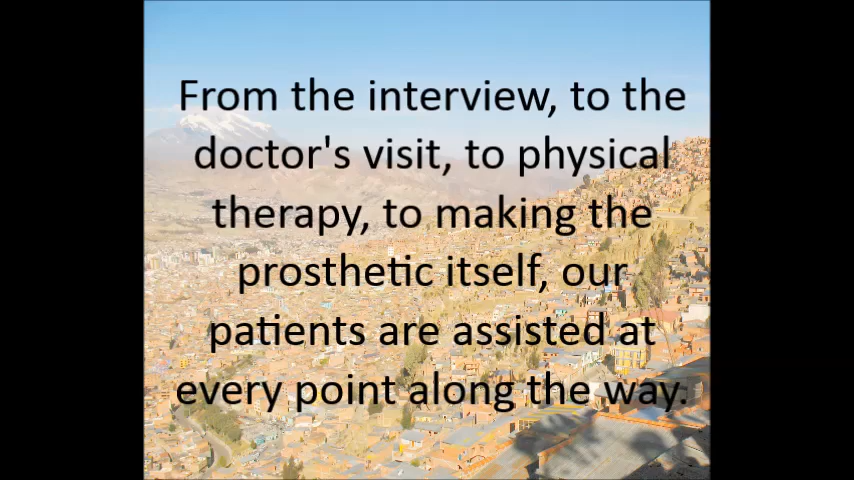 From the interview, to the
doctor's visit, to physical
therapy, to making the
prosthetic itself, our
patients are assisted at
every point along the way.